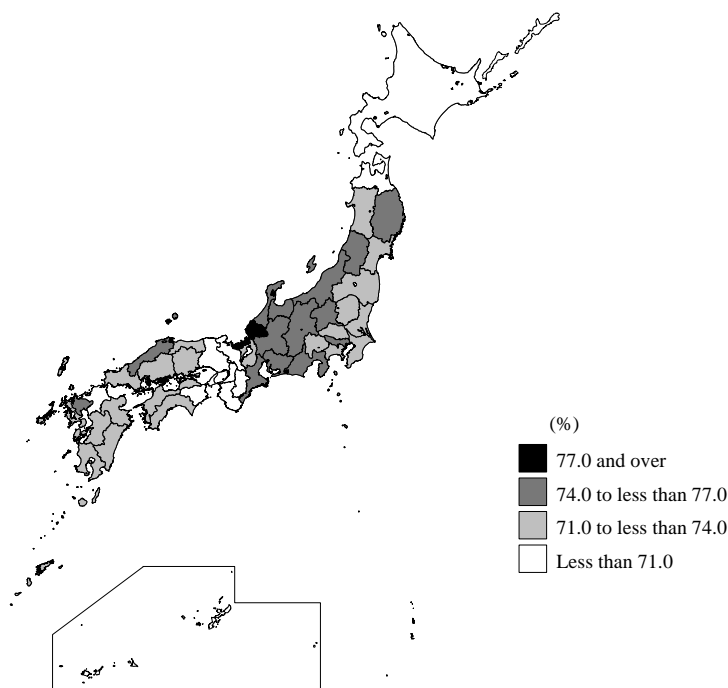 (%)
77.0 and over
74.0 to less than 77.0
71.0 to less than 74.0
Less than 71.0